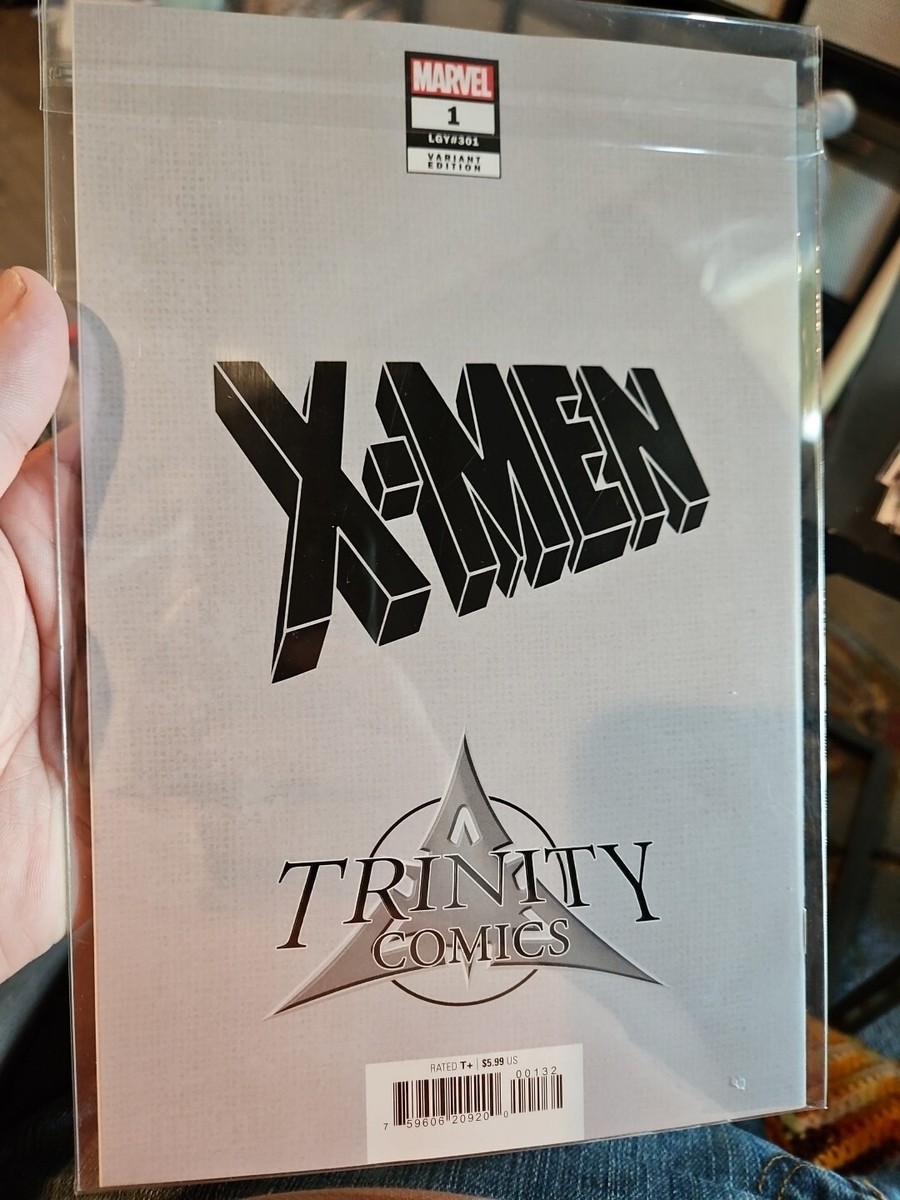 MARVEL
1
LGY#301
VARIANT
EDITION
X-MEN
TRINITY
COMICS
RATED T+ | $5.99 US
00132
7 59606 20920 0